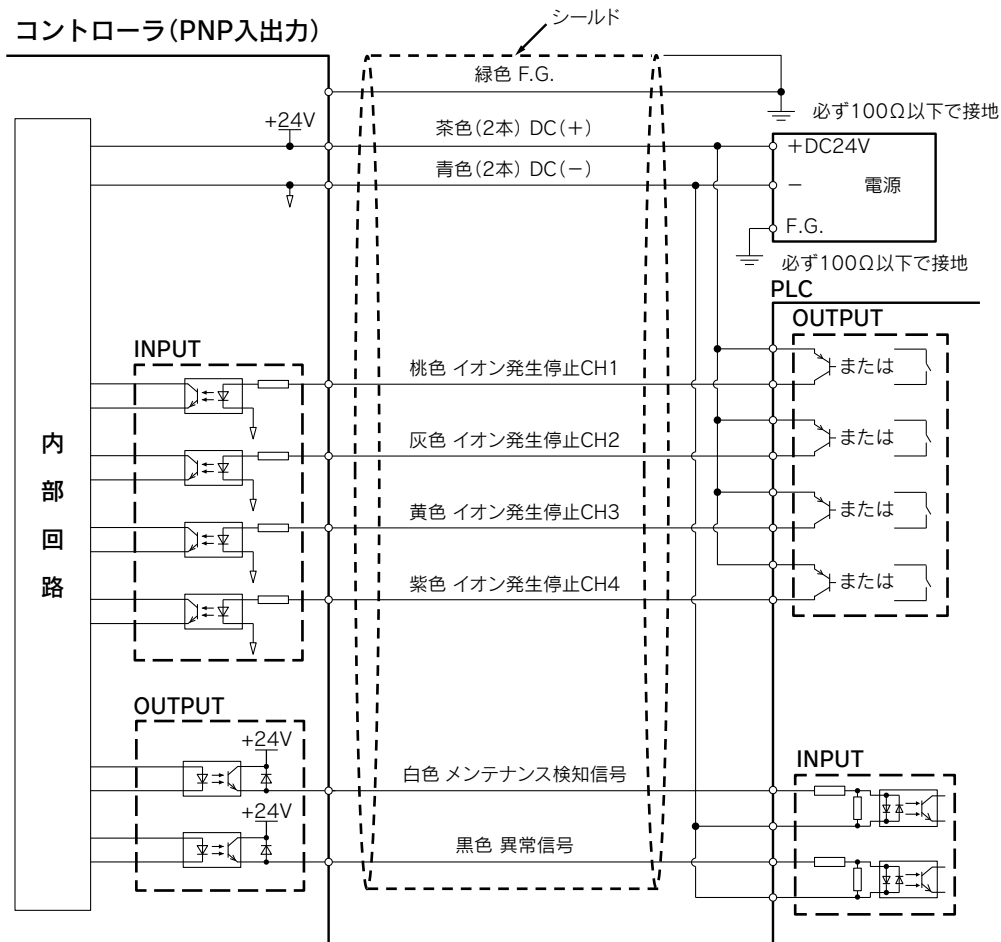 コントローラ(PNP入出力)
シールド
緑色 F.G.
必ず100Ω以下で接地
+24V
茶色(2本) DC(+)
+DC24V
青色(2本) DC(−)
− 電源
F.G.
必ず100Ω以下で接地
PLC
OUTPUT
INPUT
桃色 イオン発生停止CH1
または
灰色 イオン発生停止CH2
または
内部回路
黄色 イオン発生停止CH3
または
紫色 イオン発生停止CH4
または
OUTPUT
+24V
INPUT
白色 メンテナンス検知信号
+24V
黒色 異常信号